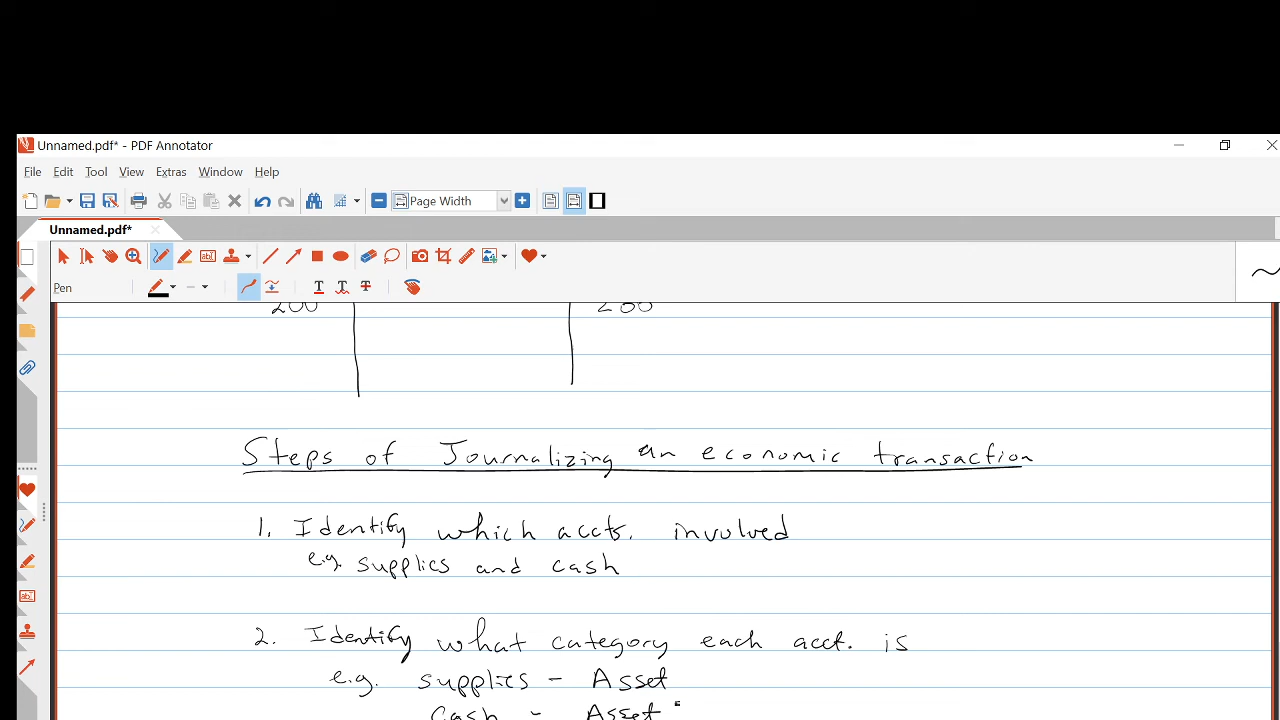 Unnamed.pdf* - PDF Annotator
File Edit Tool View Extras Window Help
Page Width
Unnamed.pdf*
Pen
200 200
Steps of Journalizing an economic transaction
1. Identify which accts. involved
e.g. supplies and cash
2. Identify what category each acct. is
e.g. supplies - Asset
Cash - Asset